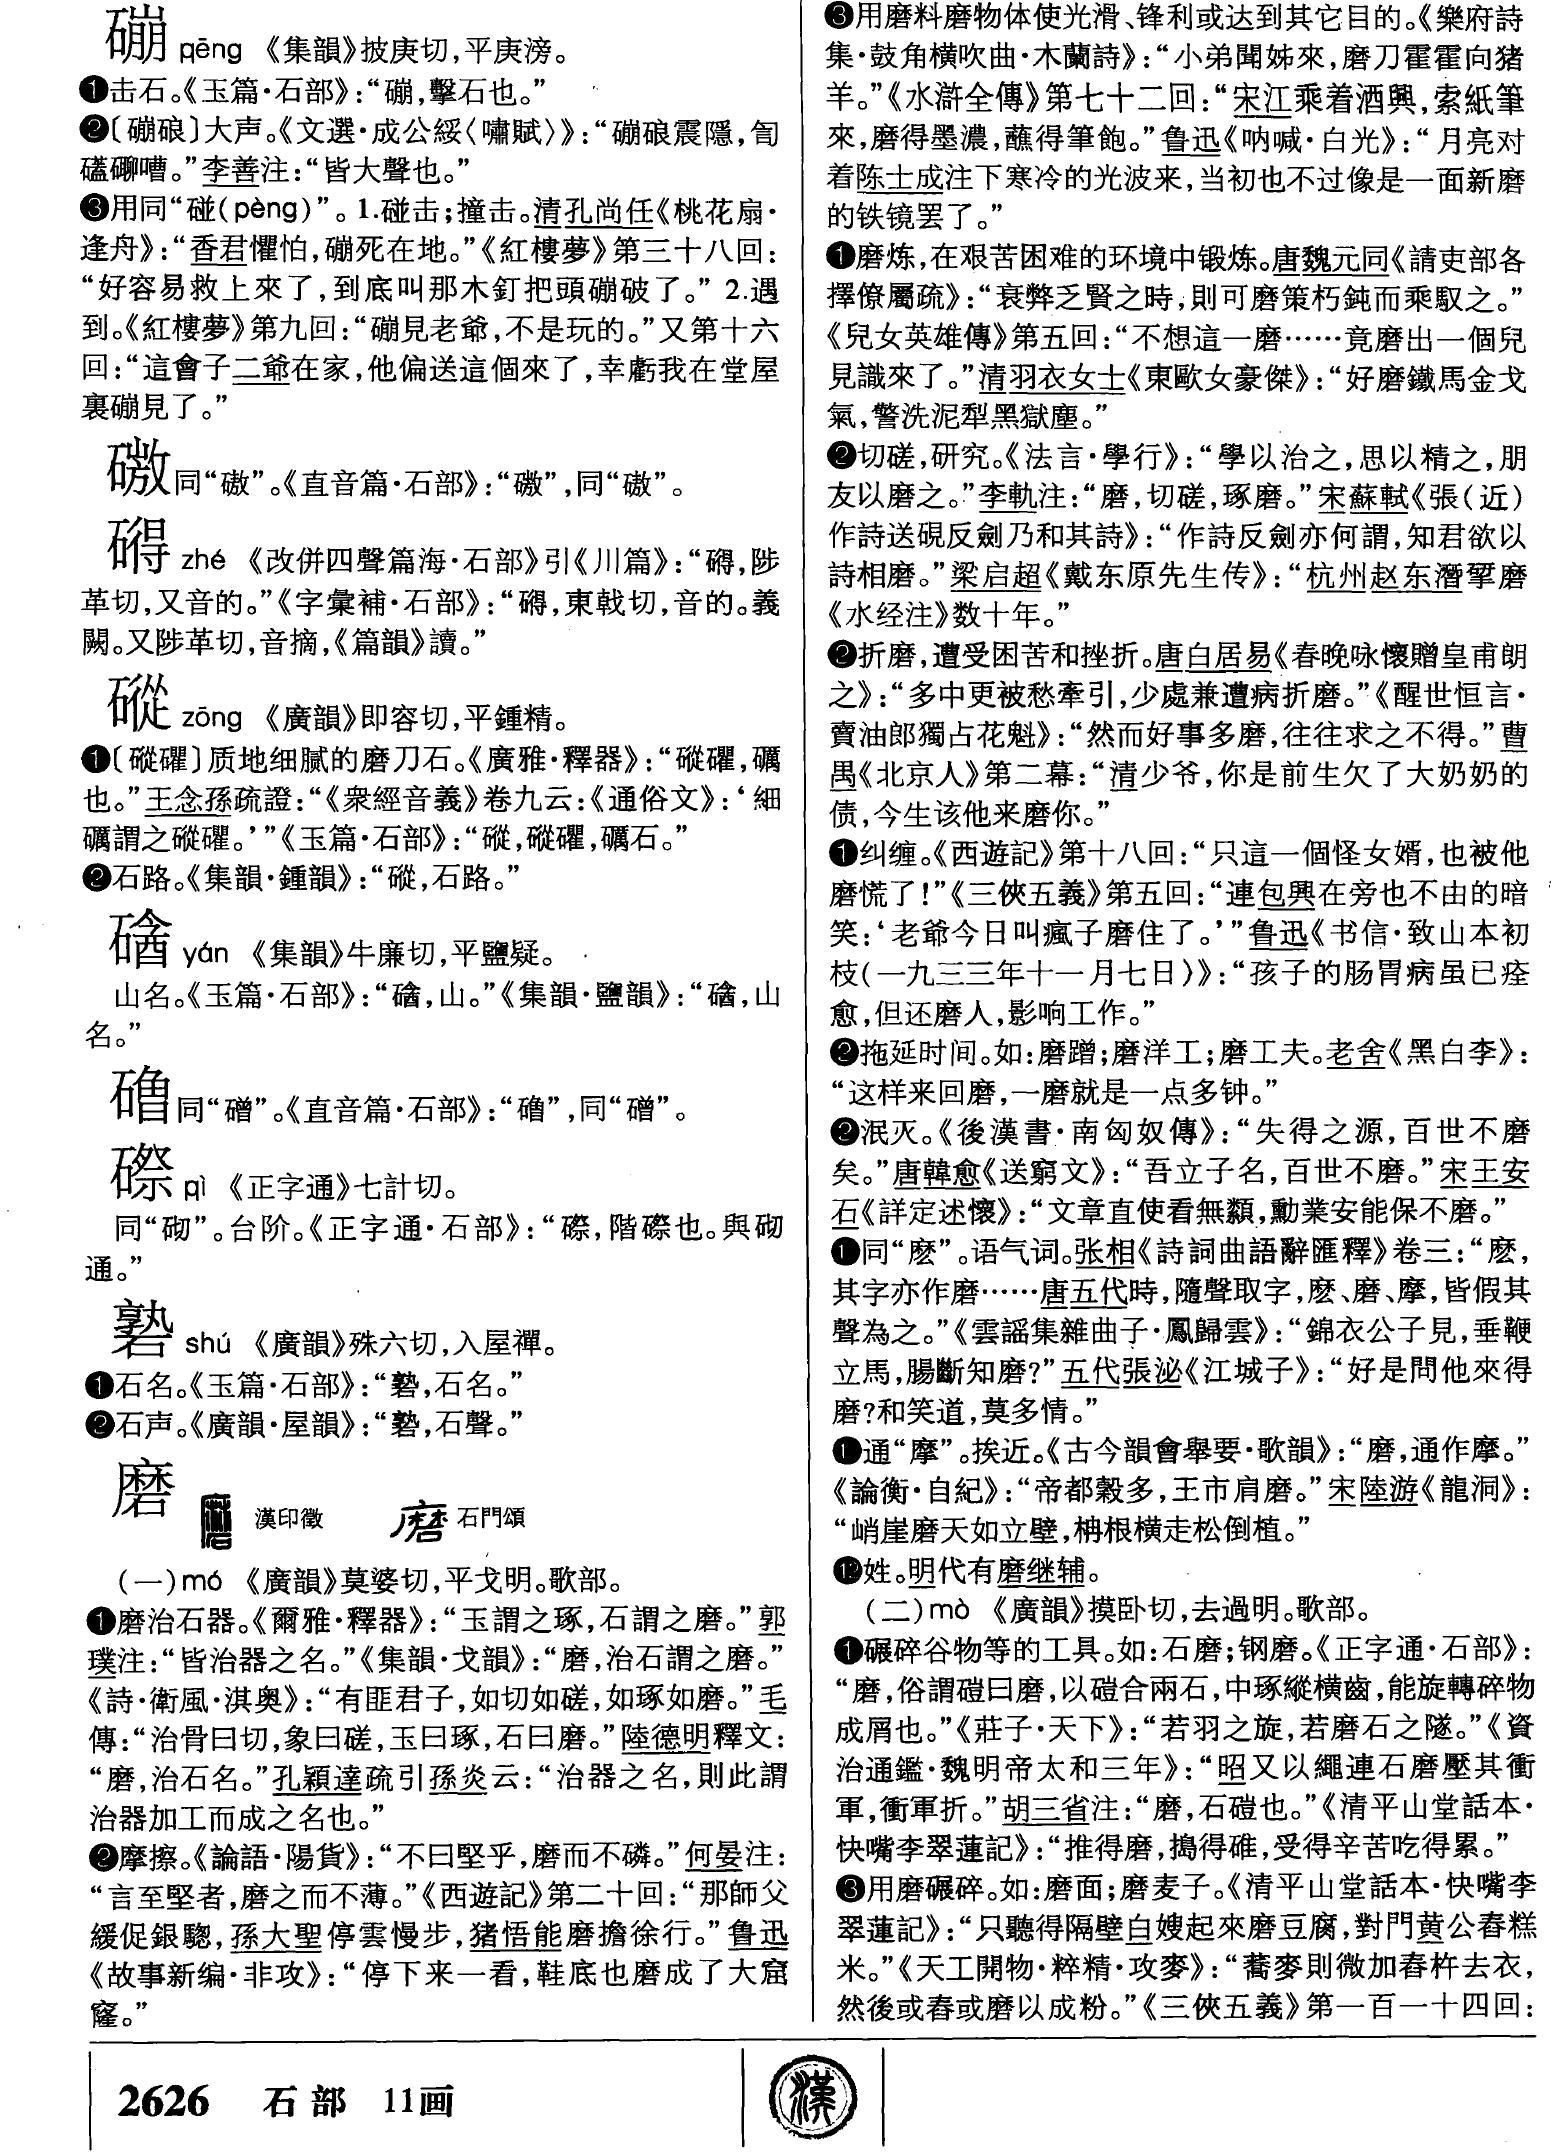 磞 pēng 《集韻》披庚切，平庚滂。
❶击石。《玉篇·石部》：“磞，擊石也。”
❷〔磞硠〕大声。《文選·成公綏〈嘯賦〉》：“磞硠震隱，訇
磕䃶嘈。”李善注：“皆大聲也。”
❸用同“碰(pèng)”。1.碰击；撞击。清孔尚任《桃花扇·
逢舟》：“香君懼怕，磞死在地。”《紅樓夢》第三十八回：
“好容易救上來了，到底叫那木釘把頭磞破了。” 2.遇
到。《紅樓夢》第九回：“磞見老爺，不是玩的。”又第十六
回：“這會子二爺在家，他偏送這個來了，幸虧我在堂屋
裏磞見了。”
同“磝”。《直音篇·石部》：“”，同“磝”。
zhé 《改併四聲篇海·石部》引《川篇》：“，陟
革切，又音的。”《字彙補·石部》：“，東戟切，音的。義
闕。又陟革切，音摘，《篇韻》讀。”
磫 zōng 《廣韻》即容切，平鍾精。
❶〔磫䂂〕质地细腻的磨刀石。《廣雅·釋器》：“磫䂂，礪
也。”王念孫疏證：“《衆經音義》卷九云：《通俗文》：‘細
礪謂之磫䂂。’”《玉篇·石部》：“磫，磫䂂，礪石。”
❷石路。《集韻·鍾韻》：“磫，石路。”
yán 《集韻》牛廉切，平鹽疑。
山名。《玉篇·石部》：“，山。”《集韻·鹽韻》：“，山
名。”
同“磳”。《直音篇·石部》：“”，同“磳”。
磜 qì 《正字通》七計切。
同“砌”。台阶。《正字通·石部》：“磜，階磜也。與砌
通。”
shú 《廣韻》殊六切，入屋禪。
❶石名。《玉篇·石部》：“，石名。”
❷石声。《廣韻·屋韻》：“，石聲。”
磨 漢印徵 磨 石門頌
(一)mó 《廣韻》莫婆切，平戈明。歌部。
❶磨治石器。《爾雅·釋器》：“玉謂之琢，石謂之磨。”郭
璞注：“皆治器之名。”《集韻·戈韻》：“磨，治石謂之磨。”
《詩·衛風·淇奥》：“有匪君子，如切如磋，如琢如磨。”毛
傳：“治骨曰切，象曰磋，玉曰琢，石曰磨。”陸德明釋文：
“磨，治石名。”孔穎達疏引孫炎云：“治器之名，則此謂
治器加工而成之名也。”
❷摩擦。《論語·陽貨》：“不曰堅乎，磨而不磷。”何晏注：
“言至堅者，磨之而不薄。”《西遊記》第二十回：“那師父
緩促銀驄，孫大聖停雲慢步，猪悟能磨擔徐行。”鲁迅
《故事新编·非攻》：“停下来一看，鞋底也磨成了大窟
窿。”
❸用磨料磨物体使光滑、锋利或达到其它目的。《樂府詩
集·鼓角横吹曲·木蘭詩》：“小弟聞姊來，磨刀霍霍向猪
羊。”《水滸全傳》第七十二回：“宋江乘着酒興，索紙筆
來，磨得墨濃，蘸得筆飽。”鲁迅《呐喊·白光》：“月亮对
着陈士成注下寒冷的光波来，当初也不过像是一面新磨
的铁镜罢了。”
❶磨炼，在艰苦困难的环境中锻炼。唐魏元同《請吏部各
擇僚屬疏》：“衰弊乏賢之時，則可磨策朽鈍而乘馭之。”
《兒女英雄傳》第五回：“不想這一磨……竟磨出一個兒
見識來了。”清羽衣女士《東歐女豪傑》：“好磨鐵馬金戈
氣，警洗泥犁黑獄塵。”
❷切磋，研究。《法言·學行》：“學以治之，思以精之，朋
友以磨之。”李軌注：“磨，切磋，琢磨。”宋蘇軾《張(近)
作詩送硯反劍乃和其詩》：“作詩反劍亦何謂，知君欲以
詩相磨。”梁启超《戴东原先生传》：“杭州赵东潜孳磨
《水经注》数十年。”
❷折磨，遭受困苦和挫折。唐白居易《春晚咏懷贈皇甫朗
之》：“多中更被愁牽引，少處兼遭病折磨。”《醒世恒言·
賣油郎獨占花魁》：“然而好事多磨，往往求之不得。”曹
禺《北京人》第二幕：“清少爷，你是前生欠了大奶奶的
债，今生该他来磨你。”
❶纠缠。《西遊記》第十八回：“只這一個怪女婿，也被他
磨慌了！”《三俠五義》第五回：“連包興在旁也不由的暗
笑：‘老爺今日叫瘋子磨住了。’”鲁迅《书信·致山本初
枝(一九三三年十一月七日)》：“孩子的肠胃病虽已痊
愈，但还磨人，影响工作。”
❷拖延时间。如：磨蹭；磨洋工；磨工夫。老舍《黑白李》：
“这样来回磨，一磨就是一点多钟。”
❷泯灭。《後漢書·南匈奴傳》：“失得之源，百世不磨
矣。”唐韓愈《送窮文》：“吾立子名，百世不磨。”宋王安
石《詳定述懷》：“文章直使看無纇，勳業安能保不磨。”
❶同“麽”。语气词。张相《詩詞曲語辭匯釋》卷三：“麽，
其字亦作磨……唐五代時，隨聲取字，麽、磨、摩，皆假其
聲為之。”《雲謡集雜曲子·鳳歸雲》：“錦衣公子見，垂鞭
立馬，腸斷知磨？”五代張泌《江城子》：“好是問他來得
磨？和笑道，莫多情。”
❶通“摩”。挨近。《古今韻會舉要·歌韻》：“磨，通作摩。”
《論衡·自紀》：“帝都穀多，王市肩磨。”宋陸游《龍洞》：
“峭崖磨天如立壁，枏根横走松倒植。”
⓬姓。明代有磨继辅。
(二)mò 《廣韻》摸卧切，去過明。歌部。
❶碾碎谷物等的工具。如：石磨；钢磨。《正字通·石部》：
“磨，俗謂磑曰磨，以磑合兩石，中琢縱横齒，能旋轉碎物
成屑也。”《莊子·天下》：“若羽之旋，若磨石之隧。”《資
治通鑑·魏明帝太和三年》：“昭又以繩連石磨壓其衝
軍，衝軍折。”胡三省注：“磨，石磑也。”《清平山堂話本·
快嘴李翠蓮記》：“推得磨，搗得碓，受得辛苦吃得累。”
❸用磨碾碎。如：磨面；磨麦子。《清平山堂話本·快嘴李
翠蓮記》：“只聽得隔壁白嫂起來磨豆腐，對門黄公舂糕
米。”《天工開物·粹精·攻麥》：“蕎麥則微加舂杵去衣，
然後或舂或磨以成粉。”《三俠五義》第一百一十四回：
2626 石部 11画
漢